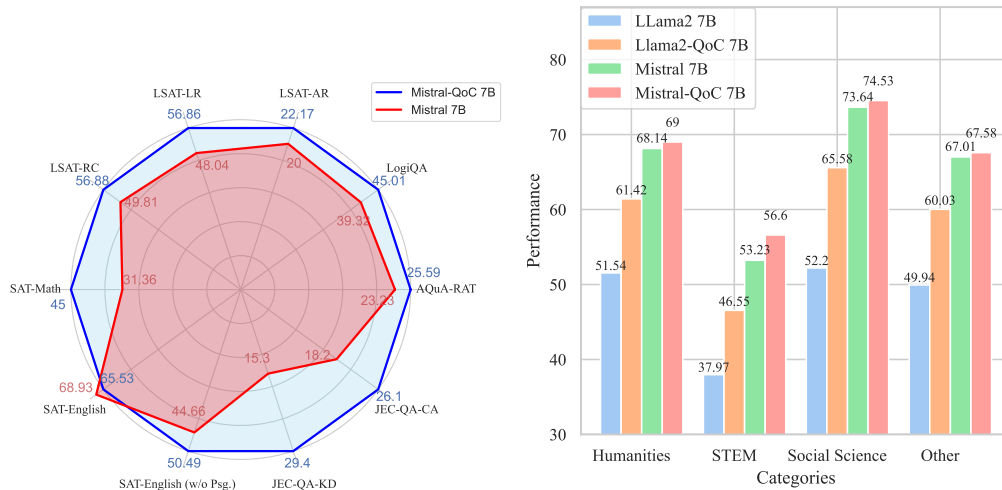 Mistral-QoC 7B
Mistral 7B
LSAT-LR
56.86
LSAT-AR
22.17
LSAT-RC
56.88
48.04
20
LogiQA
45.01
49.81
39.32
SAT-Math
45
31.36
25.59
AQuA-RAT
23.23
15.3
18.2
68.93
65.53
SAT-English
44.66
26.1
JEC-QA-CA
50.49
SAT-English (w/o Psg.)
29.4
JEC-QA-KD
LLama2 7B
Llama2-QoC 7B
Mistral 7B
Mistral-QoC 7B
Performance
80
70
60
50
40
30
51.54
61.42
68.14
69
37.97
46.55
53.23
56.6
52.2
65.58
73.64
74.53
49.94
60.03
67.01
67.58
Humanities
STEM
Social Science
Other
Categories